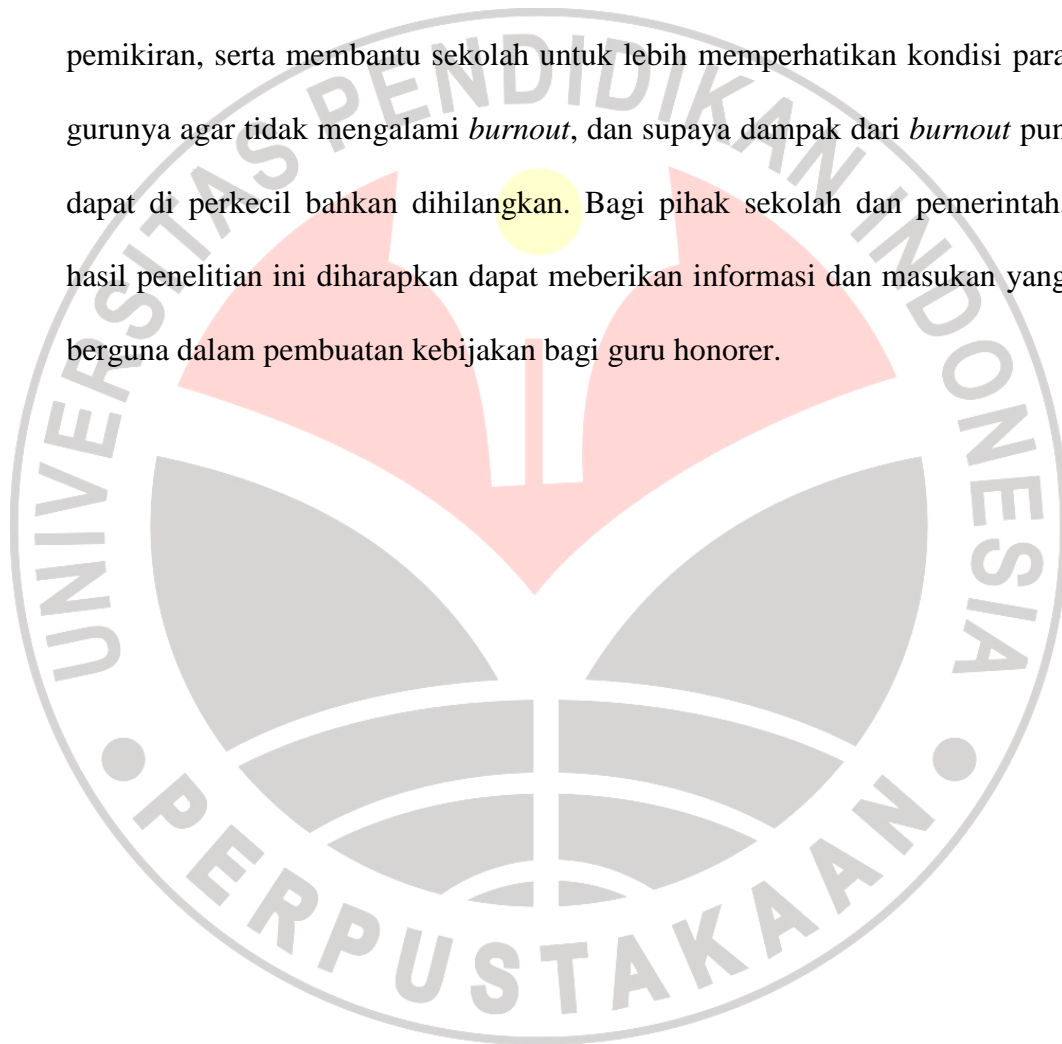 pemikiran, serta membantu sekolah untuk lebih memperhatikan kondisi para
gurunya agar tidak mengalami burnout, dan supaya dampak dari burnout pun
dapat di perkecil bahkan dihilangkan. Bagi pihak sekolah dan pemerintah,
hasil penelitian ini diharapkan dapat meberikan informasi dan masukan yang
berguna dalam pembuatan kebijakan bagi guru honorer.
UNIVERSITAS PENDIDIKAN INDONESIA
PERPUSTAKAAN